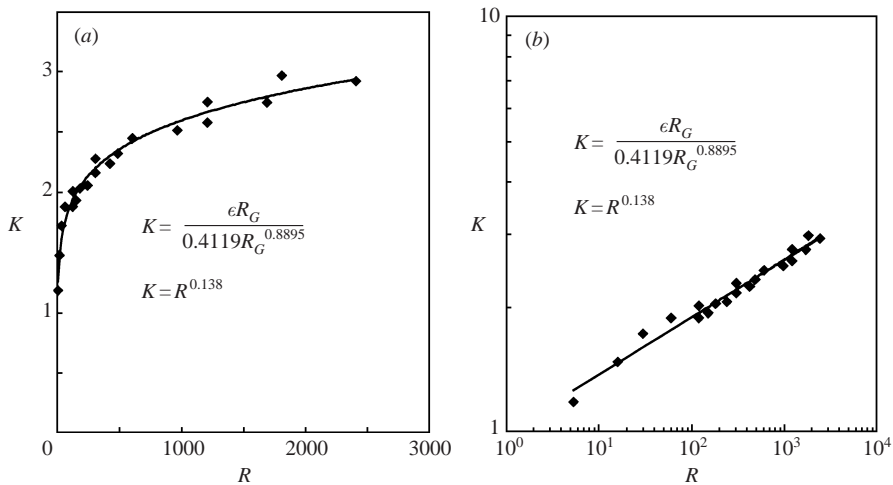 (a)
3
2
1
0
1000
2000
3000
K
R
K = ϵR_G / 0.4119R_G^0.8895
K = R^0.138
(b)
10
1
10^0
10^1
10^2
10^3
10^4
K
R
K = ϵR_G / 0.4119R_G^0.8895
K = R^0.138